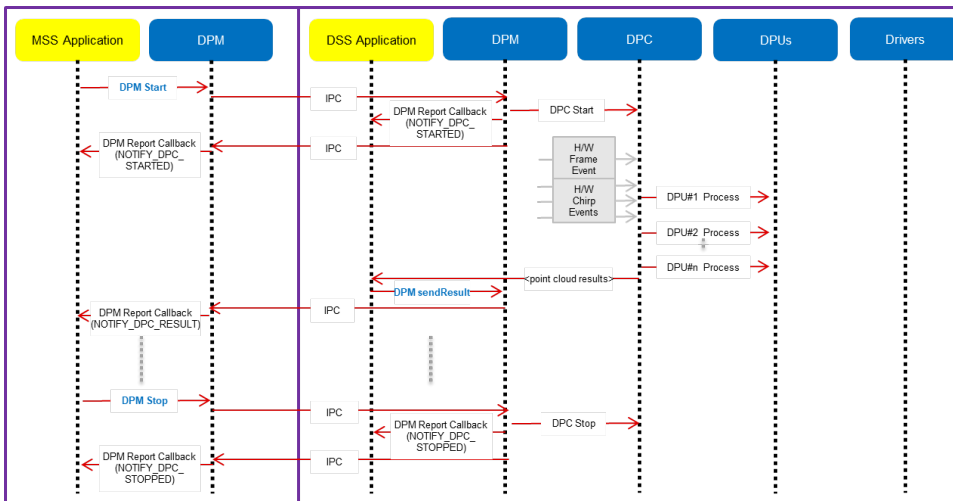 MSS Application
DPM
DSS Application
DPM
DPC
DPUs
Drivers
DPM Start
IPC
DPM Report Callback
(NOTIFY_DPC_
STARTED)
DPC Start
DPM Report Callback
(NOTIFY_DPC_
STARTED)
IPC
H/W
Frame
Event
H/W
Chirp
Events
DPU#1 Process
DPU#2 Process
DPU#n Process
<point cloud results>
DPM sendResult
DPM Report Callback
(NOTIFY_DPC_RESULT)
IPC
DPM Stop
IPC
DPM Report Callback
(NOTIFY_DPC_
STOPPED)
DPC Stop
DPM Report Callback
(NOTIFY_DPC_
STOPPED)
IPC